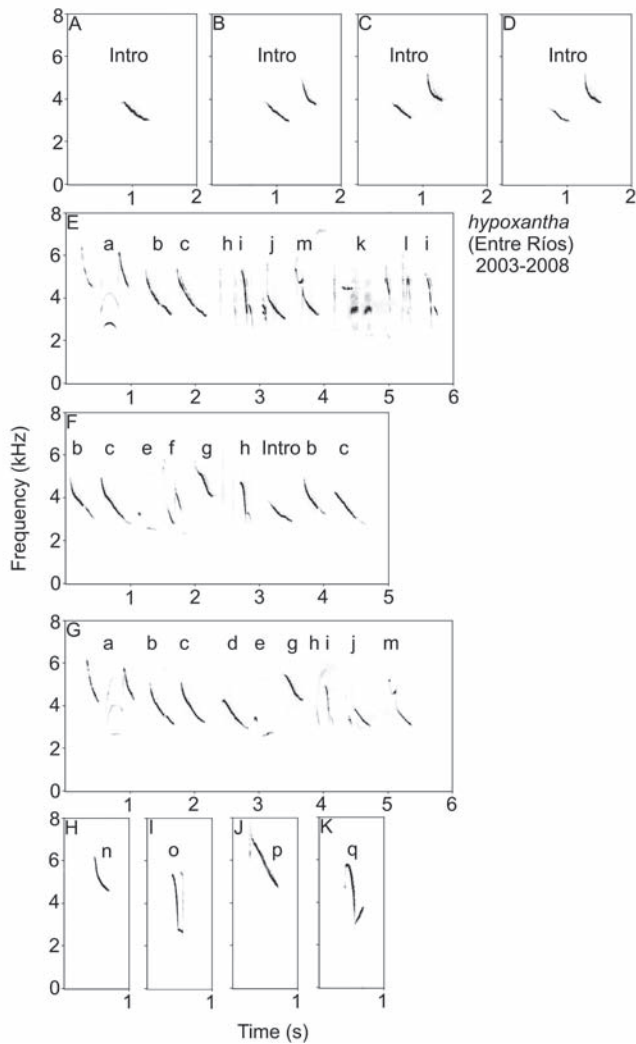 A B C D
Intro Intro Intro Intro
8
6
4
2
0
1 2 1 2 1 2 1 2
hypoxantha
(Entre Ríos)
2003-2008
E
a b c h i j m k l i
8
6
4
2
0
1 2 3 4 5 6
F
b c e f g h Intro b c
8
6
4
2
0
1 2 3 4 5
Frequency (kHz)
G
a b c d e g h i j m
8
6
4
2
0
1 2 3 4 5 6
H I J K
n o p q
8
6
4
2
0
1 1 1 1
Time (s)